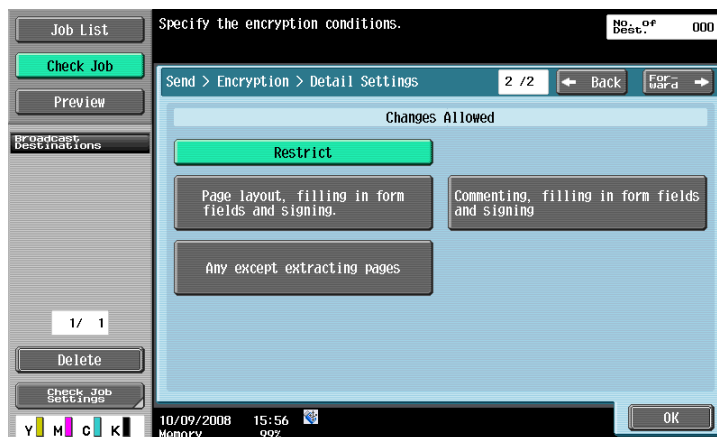 Job List
Check Job
Preview
Broadcast
Destinations
1/ 1
Delete
Check Job
Settings
Y M C K
Specify the encryption conditions.
No. of
Dest.
000
Send > Encryption > Detail Settings
2 /2
← Back
For-
ward →
Changes Allowed
Restrict
Page layout, filling in form
fields and signing.
Commenting, filling in form fields
and signing
Any except extracting pages
10/09/2008 15:56
Memory 99%
OK